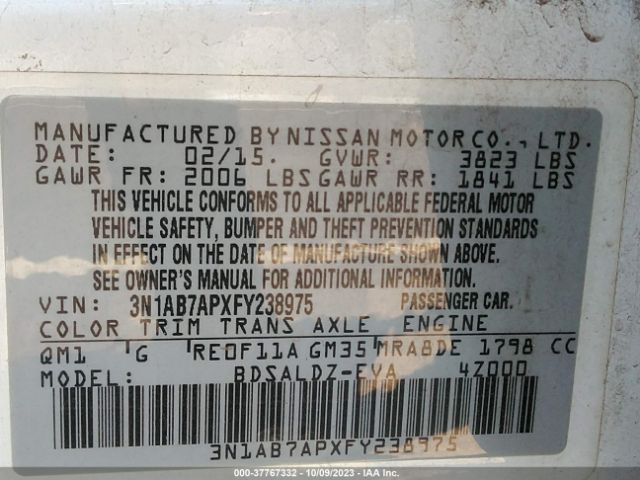 MANUFACTURED BY NISSAN MOTOR CO., LTD.
DATE: 02/15. GVWR: 3823 LBS
GAWR FR: 2006 LBS GAWR RR: 1841 LBS
THIS VEHICLE CONFORMS TO ALL APPLICABLE FEDERAL MOTOR
VEHICLE SAFETY, BUMPER AND THEFT PREVENTION STANDARDS
IN EFFECT ON THE DATE OF MANUFACTURE SHOWN ABOVE.
SEE OWNER'S MANUAL FOR ADDITIONAL INFORMATION.
VIN: 3N1AB7APXFY238975 PASSENGER CAR.
COLOR TRIM TRANS AXLE ENGINE
QM1 G RE0F11A GM35 MRA8DE 1798 CC
MODEL: BDSALDZ-EVA 4Z000
3N1AB7APXFY238975
000-37767332 - 10/09/2023 - IAA Inc.